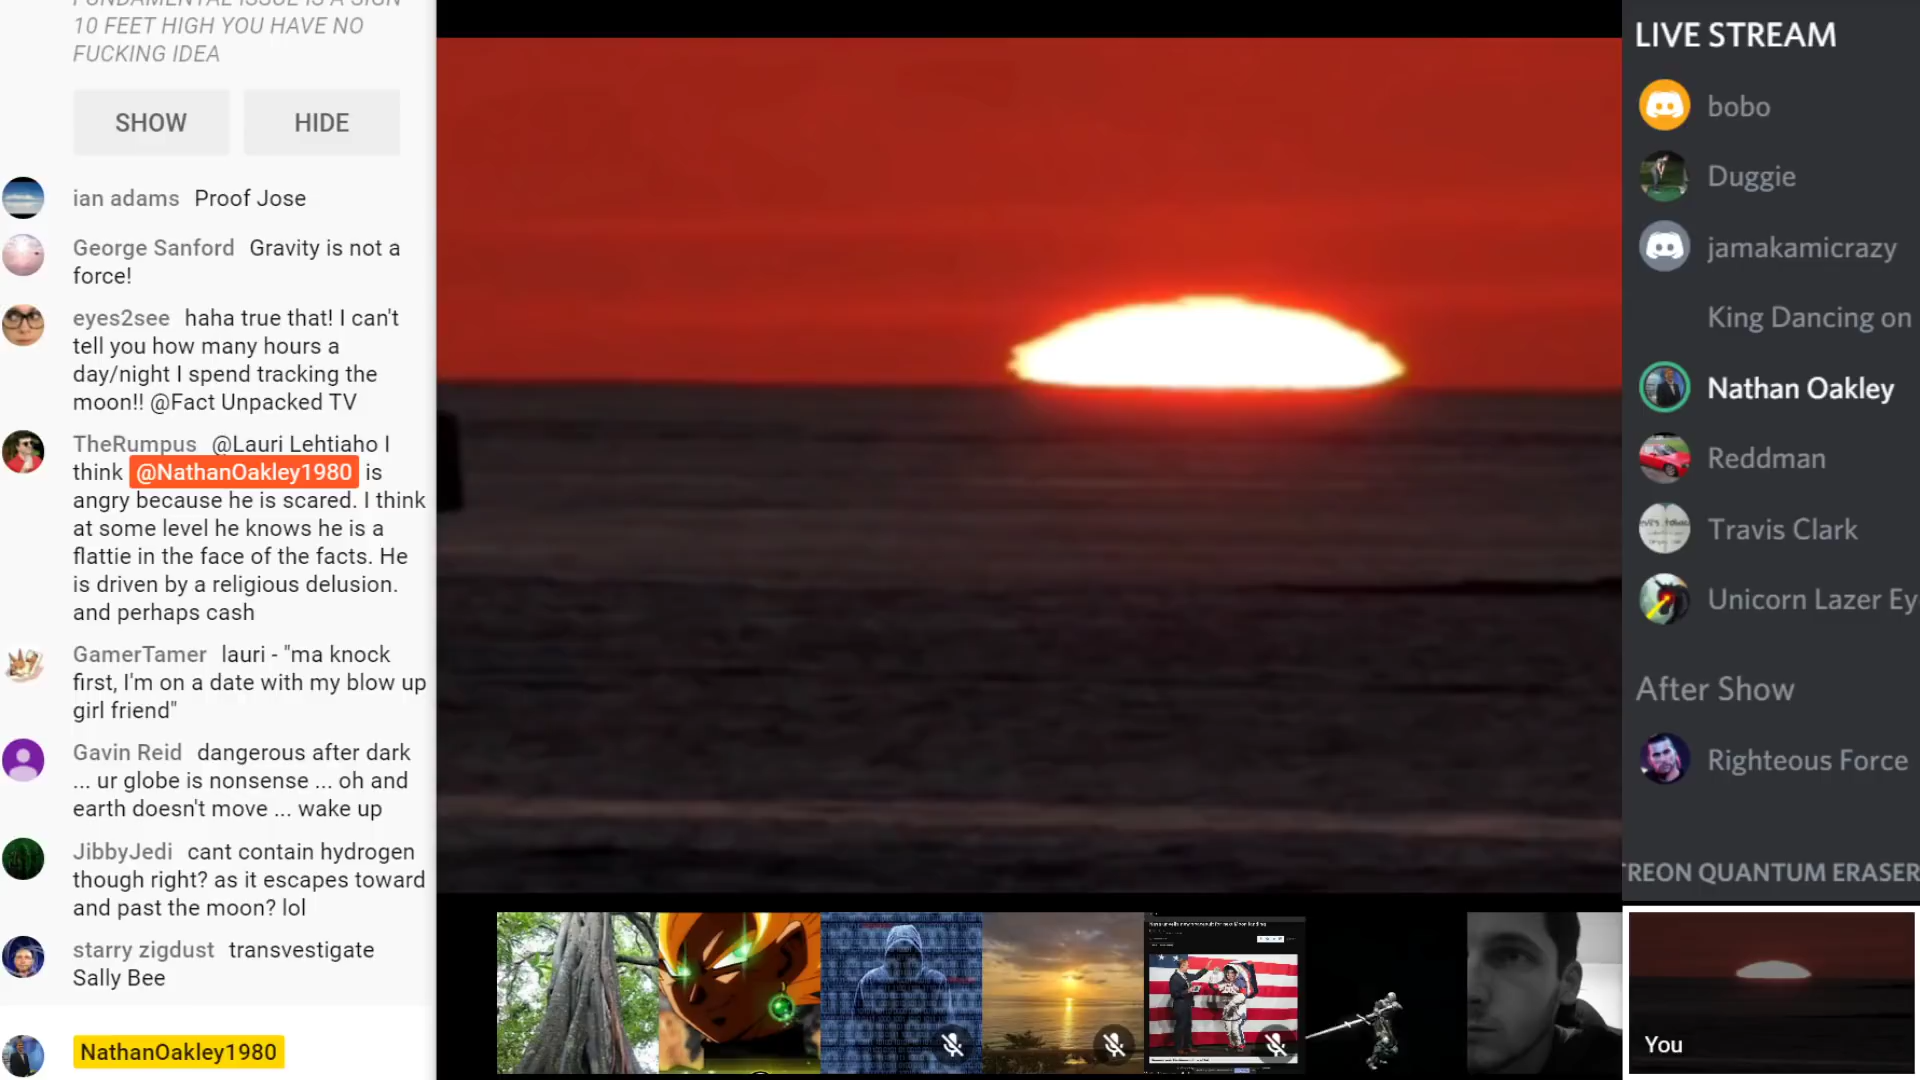 FUNDAMENTAL ISSUE IS A SIGN
10 FEET HIGH YOU HAVE NO
FUCKING IDEA
SHOW HIDE
ian adams Proof Jose
George Sanford Gravity is not a
force!
eyes2see haha true that! I can't
tell you how many hours a
day/night I spend tracking the
moon!! @Fact Unpacked TV
TheRumpus @Lauri Lehtiaho I
think @NathanOakley1980 is
angry because he is scared. I think
at some level he knows he is a
flattie in the face of the facts. He
is driven by a religious delusion.
and perhaps cash
GamerTamer lauri - "ma knock
first, I'm on a date with my blow up
girl friend"
Gavin Reid dangerous after dark
... ur globe is nonsense ... oh and
earth doesn't move ... wake up
JibbyJedi cant contain hydrogen
though right? as it escapes toward
and past the moon? lol
starry zigdust transvestigate
Sally Bee
NathanOakley1980
LIVE STREAM
bobo
Duggie
jamakamicrazy
King Dancing on
Nathan Oakley
Reddman
Travis Clark
Unicorn Lazer Ey
After Show
Righteous Force
TREON QUANTUM ERASER
You